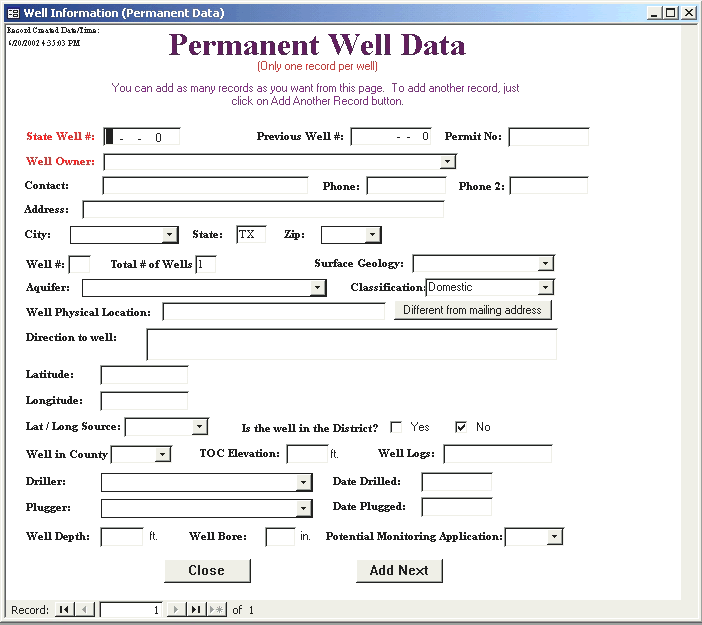 Well Information (Permanent Data)
Record Created Date/Time:
6/20/2002 4:35:03 PM
Permanent Well Data
(Only one record per well)
You can add as many records as you want from this page. To add another record, just
click on Add Another Record button.
State Well #: - - 0 Previous Well #: - - 0 Permit No:
Well Owner:
Contact: Phone: Phone 2:
Address:
City: State: TX Zip:
Well #: Total # of Wells 1 Surface Geology:
Aquifer: Classification: Domestic
Well Physical Location: Different from mailing address
Direction to well:
Latitude:
Longitude:
Lat / Long Source: Is the well in the District? Yes No
Well in County TOC Elevation: ft. Well Logs:
Driller: Date Drilled:
Plugger: Date Plugged:
Well Depth: ft. Well Bore: in. Potential Monitoring Application:
Close Add Next
Record: 1 of 1